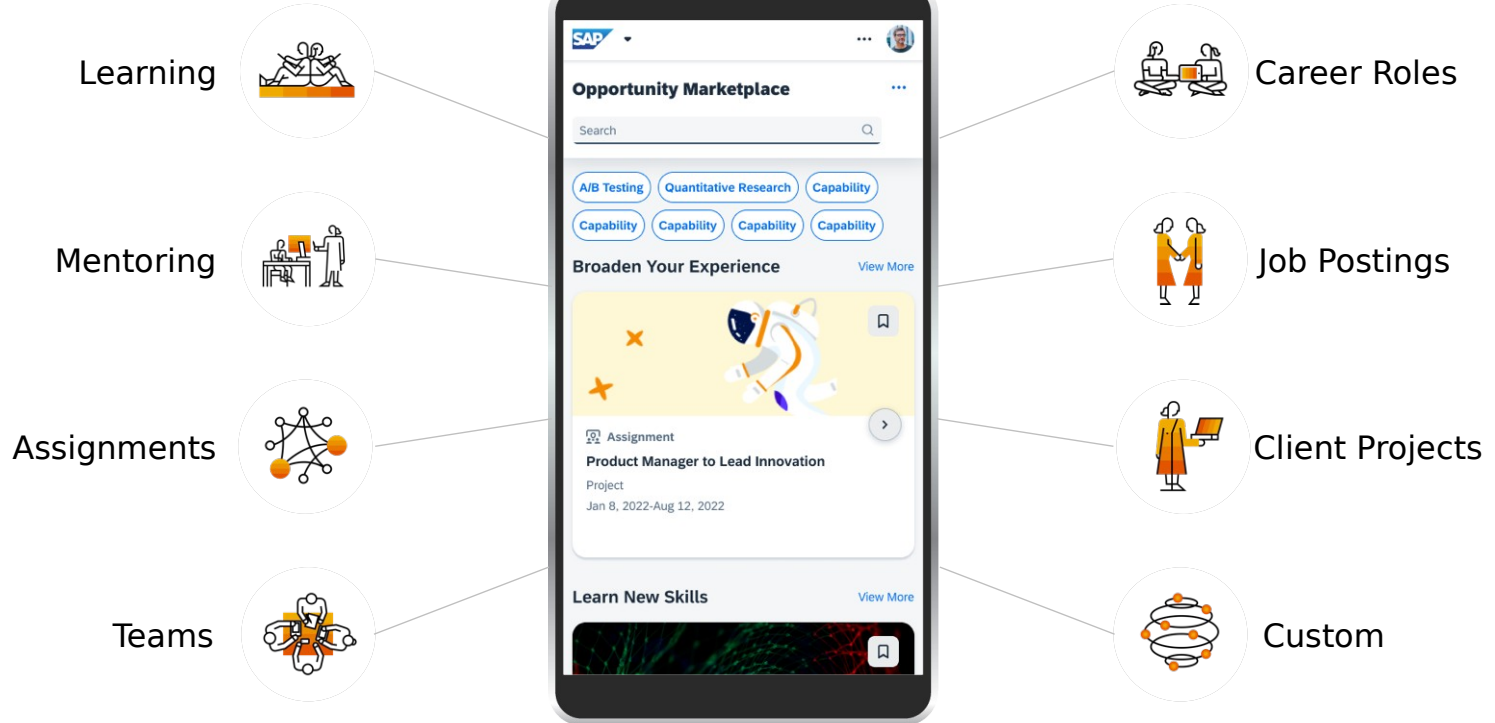 Learning
Mentoring
Assignments
Teams
SAP
Opportunity Marketplace
Search
A/B Testing Quantitative Research Capability
Capability Capability Capability Capability
Broaden Your Experience View More
Assignment
Product Manager to Lead Innovation
Project
Jan 8, 2022-Aug 12, 2022
Learn New Skills View More
Career Roles
Job Postings
Client Projects
Custom